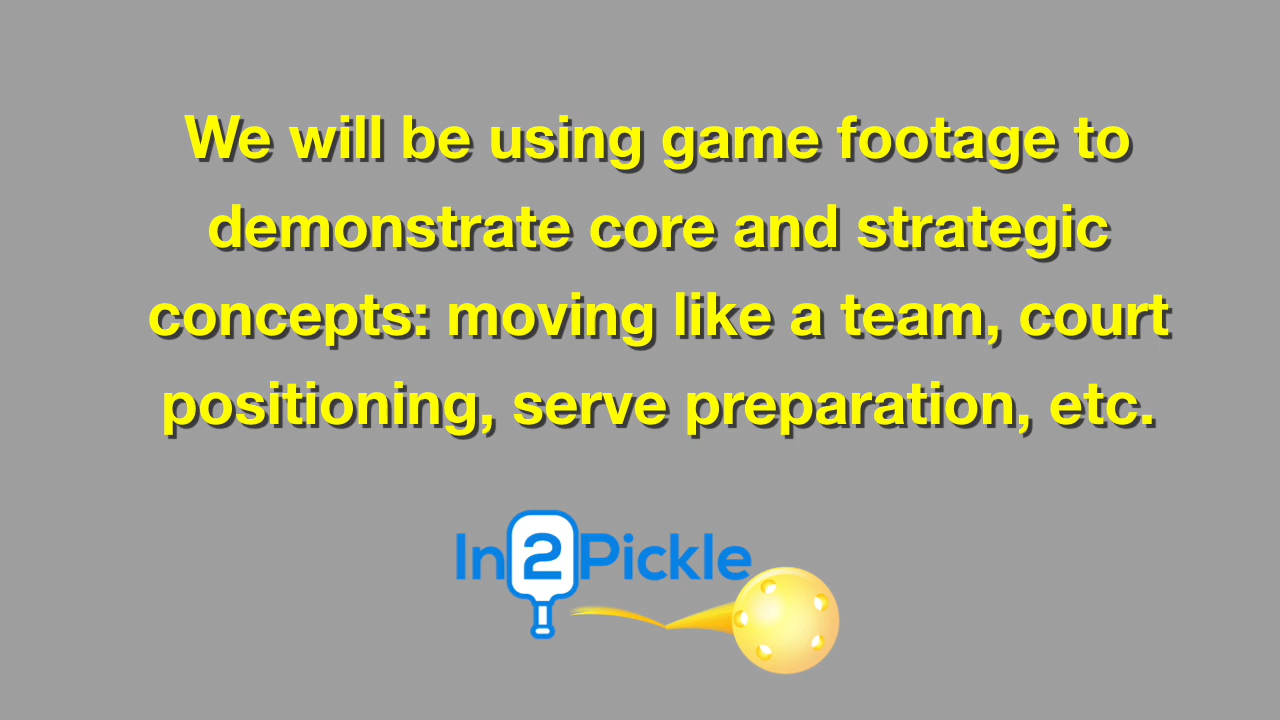 We will be using game footage to
demonstrate core and strategic
concepts: moving like a team, court
positioning, serve preparation, etc.
In2Pickle